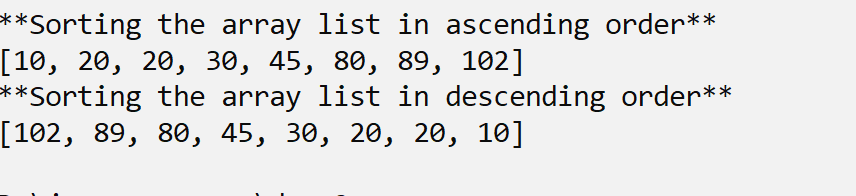 **Sorting the array list in ascending order**
[10, 20, 20, 30, 45, 80, 89, 102]
**Sorting the array list in descending order**
[102, 89, 80, 45, 30, 20, 20, 10]